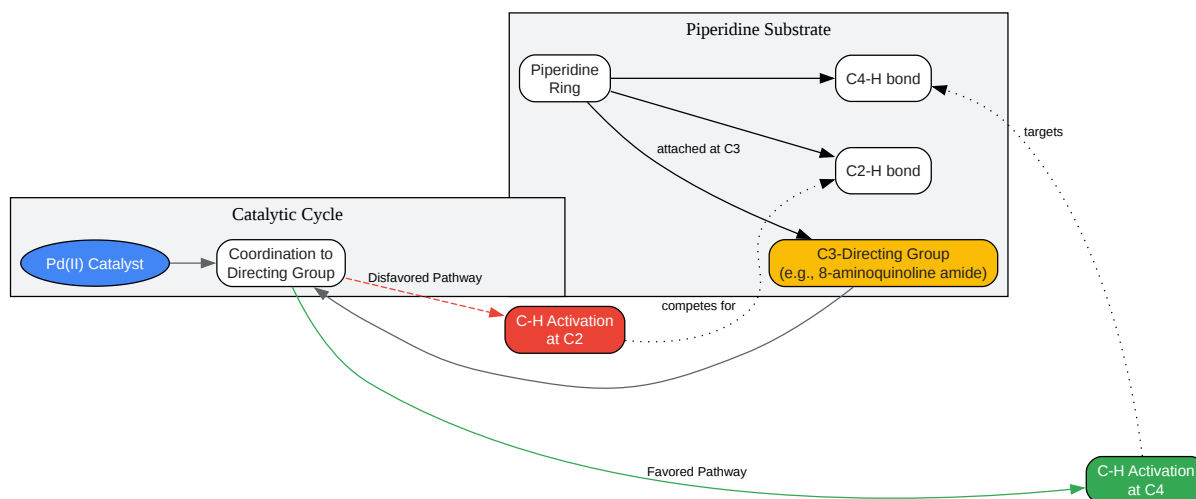 Piperidine Substrate
Piperidine
Ring
C4-H bond
targets
attached at C3
C2-H bond
Catalytic Cycle
Pd(II) Catalyst
Coordination to
Directing Group
Disfavored Pathway
C3-Directing Group
(e.g., 8-aminoquinoline amide)
competes for
C-H Activation
at C2
Favored Pathway
C-H Activation
at C4